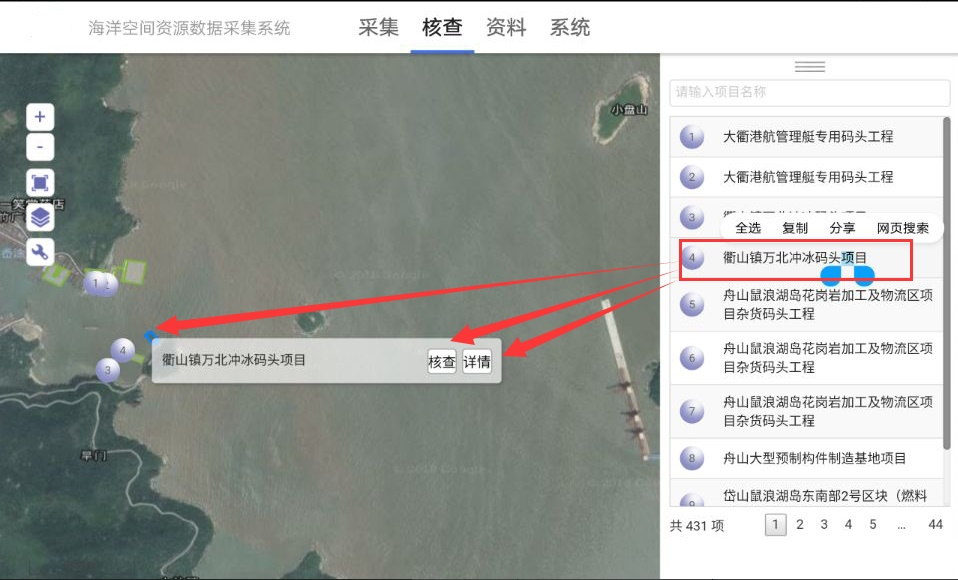 海洋空间资源数据采集系统
采集 核查 资料 系统
请输入项目名称
小盘山
+
-
1
2
4
3
衢山镇万北冲冰码头项目
核查 详情
旱门
1 大衢港航管理艇专用码头工程
2 大衢港航管理艇专用码头工程
3
全选 复制 分享 网页搜索
4 衢山镇万北冲冰码头项目
5 舟山鼠浪湖岛花岗岩加工及物流区项
目杂货码头工程
6 舟山鼠浪湖岛花岗岩加工及物流区项
目杂货码头工程
7 舟山鼠浪湖岛花岗岩加工及物流区项
目杂货码头工程
8 舟山大型预制构件制造基地项目
9 岱山鼠浪湖岛东南部2号区块（燃料
共 431 项 1 2 3 4 5 ... 44